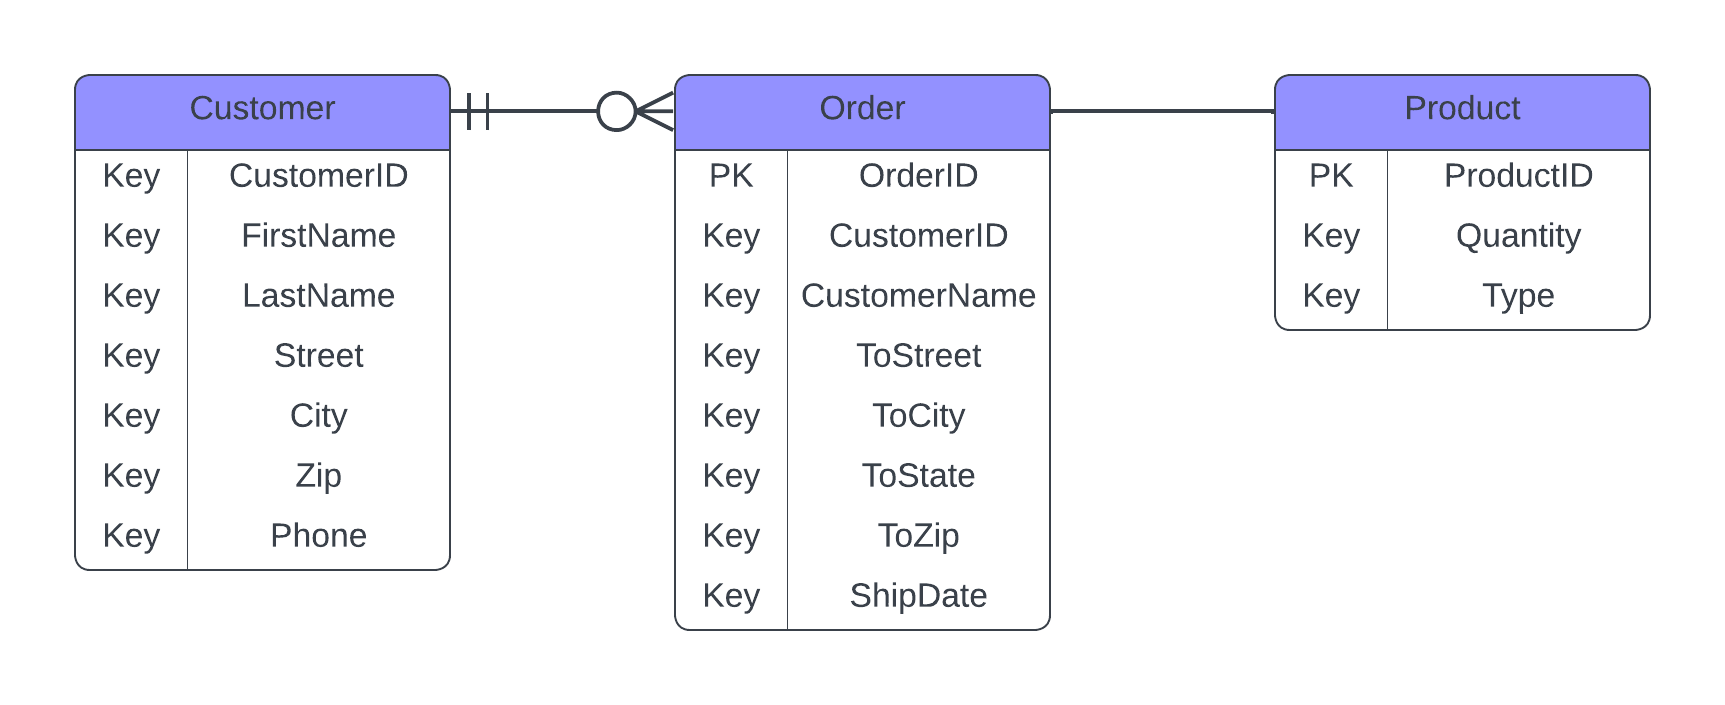 Customer
Key CustomerID
Key FirstName
Key LastName
Key Street
Key City
Key Zip
Key Phone
Order
PK OrderID
Key CustomerID
Key CustomerName
Key ToStreet
Key ToCity
Key ToState
Key ToZip
Key ShipDate
Product
PK ProductID
Key Quantity
Key Type